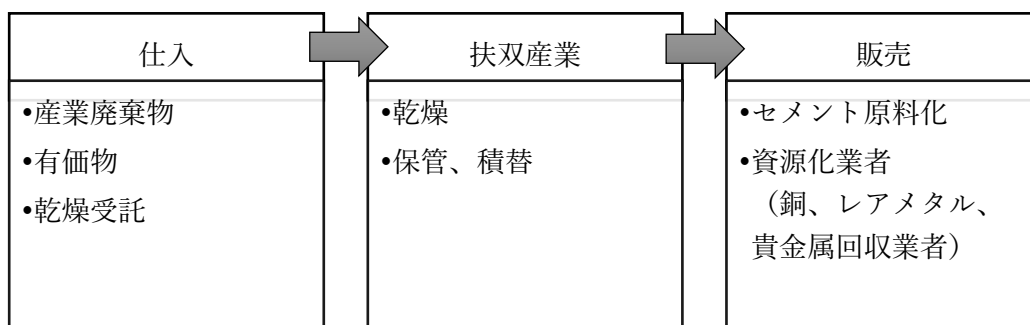 仕入
•産業廃棄物
•有価物
•乾燥受託
扶双産業
•乾燥
•保管、積替
販売
•セメント原料化
•資源化業者
（銅、レアメタル、
貴金属回収業者）